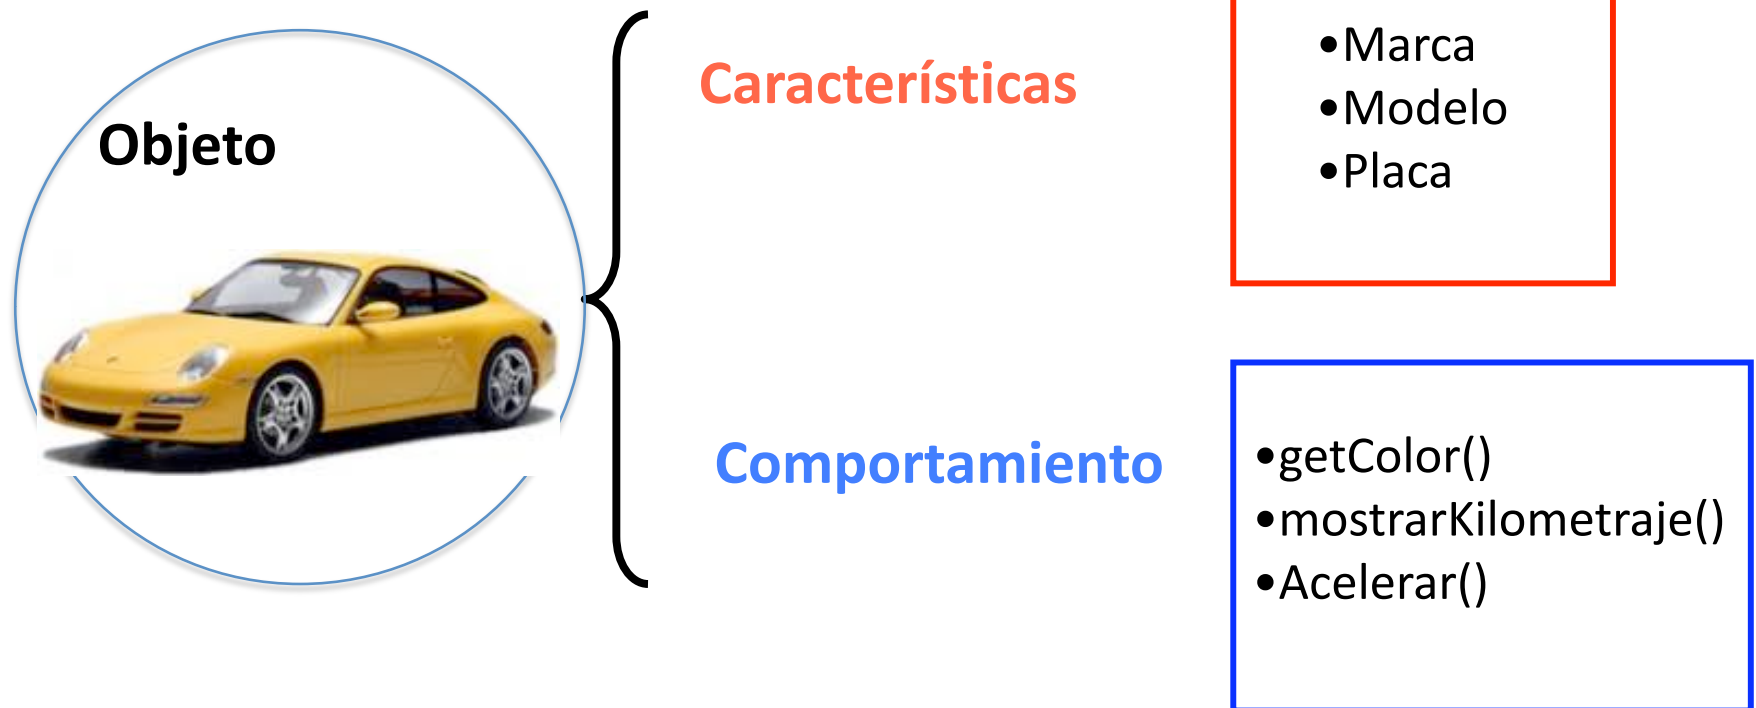 Objeto
Características
•Marca
•Modelo
•Placa
Comportamiento
•getColor()
•mostrarKilometraje()
•Acelerar()